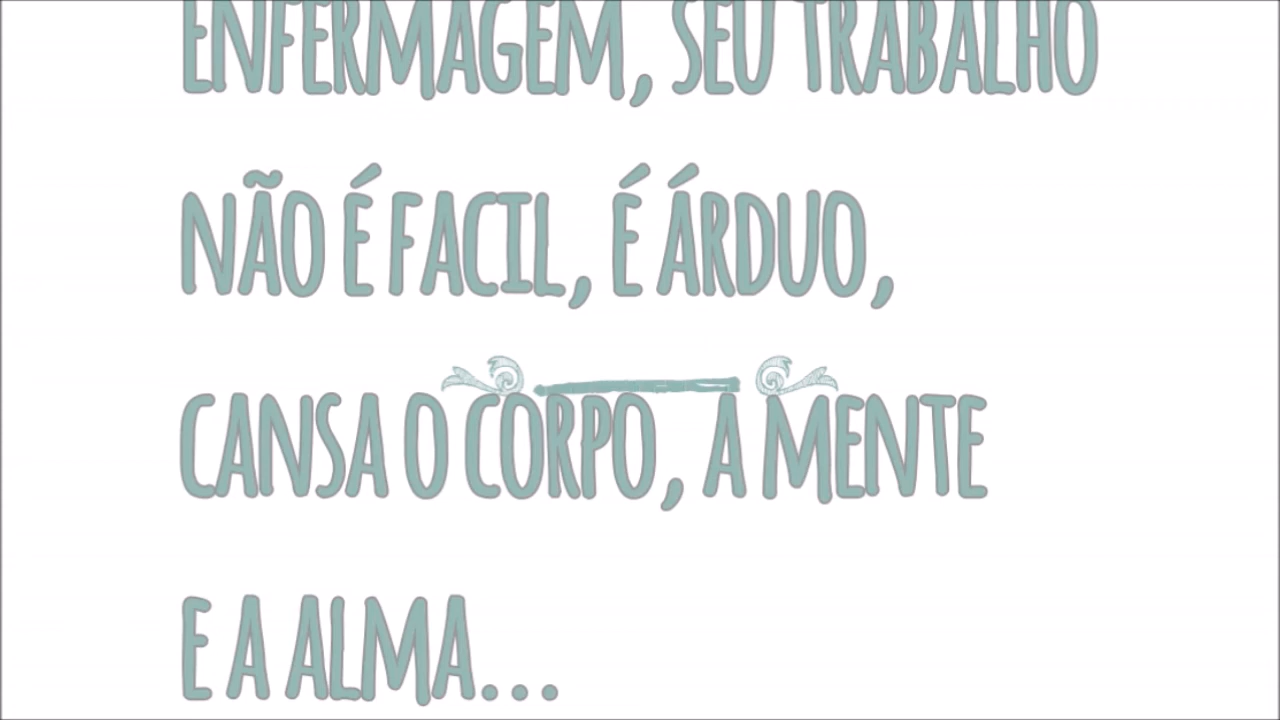 ENFERMAGEM, SEU TRABALHO
NÃO É FACIL, É ÁRDUO,
CANSA O CORPO, A MENTE
E A ALMA...